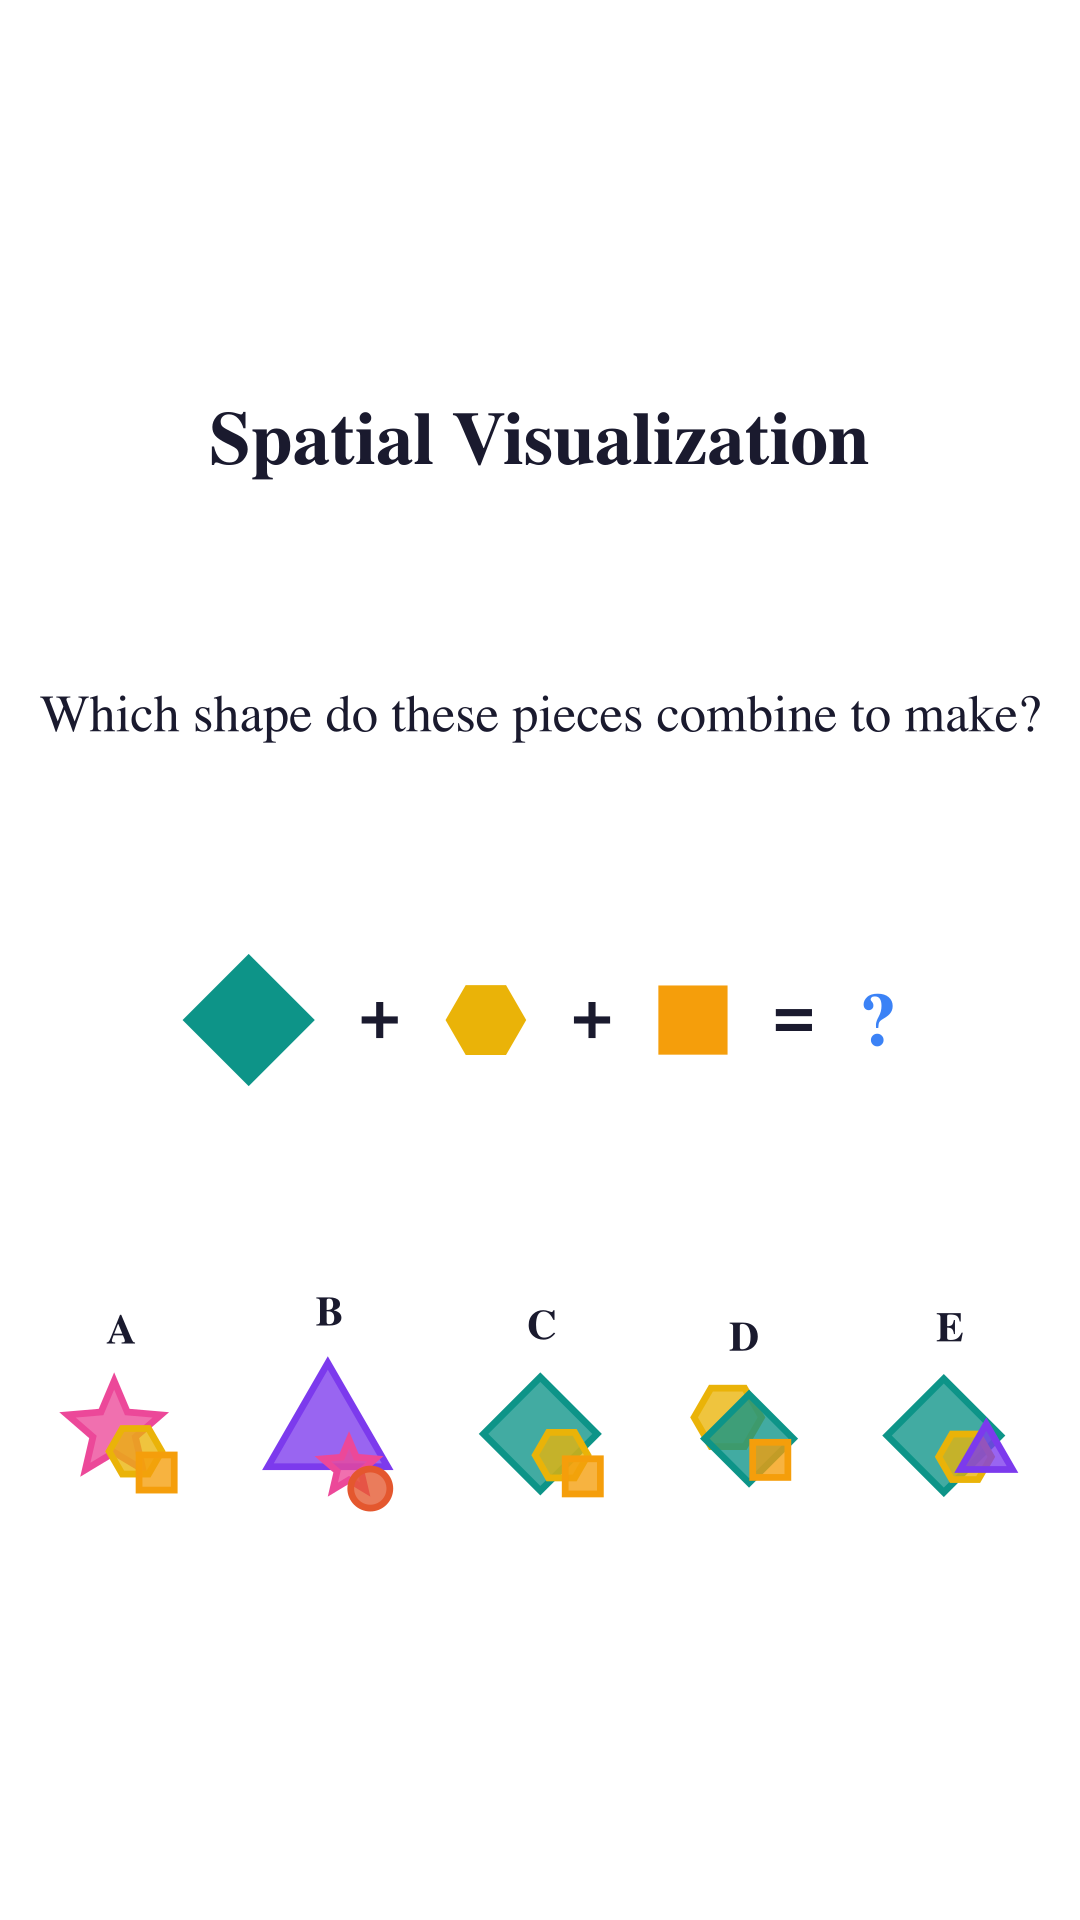 Spatial Visualization
Which shape do these pieces combine to make?
+ + = ?
A B C D E